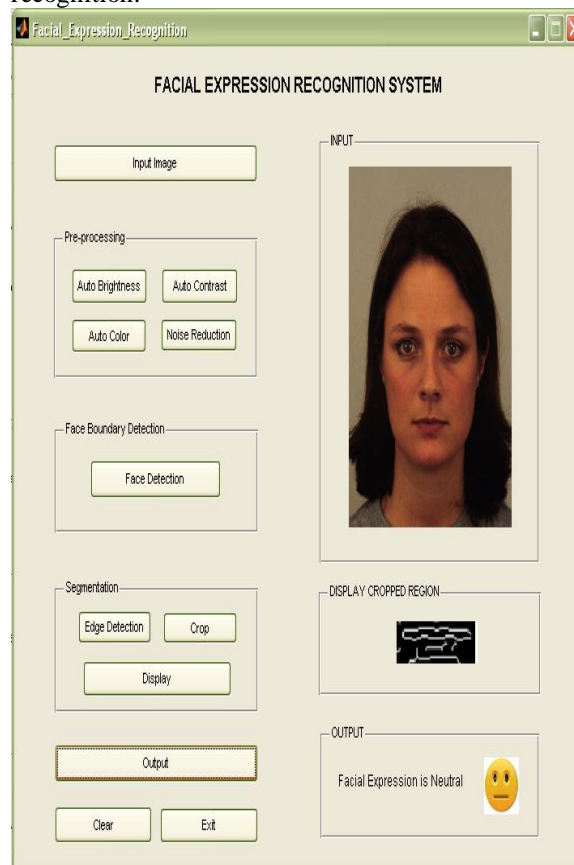 recognition.
Facial_Expression_Recognition
FACIAL EXPRESSION RECOGNITION SYSTEM
Input Image
Pre-processing
Auto Brightness
Auto Contrast
Auto Color
Noise Reduction
Face Boundary Detection
Face Detection
Segmentation
Edge Detection
Crop
Display
Output
Clear
Exit
INPUT
DISPLAY CROPPED REGION
OUTPUT
Facial Expression is Neutral